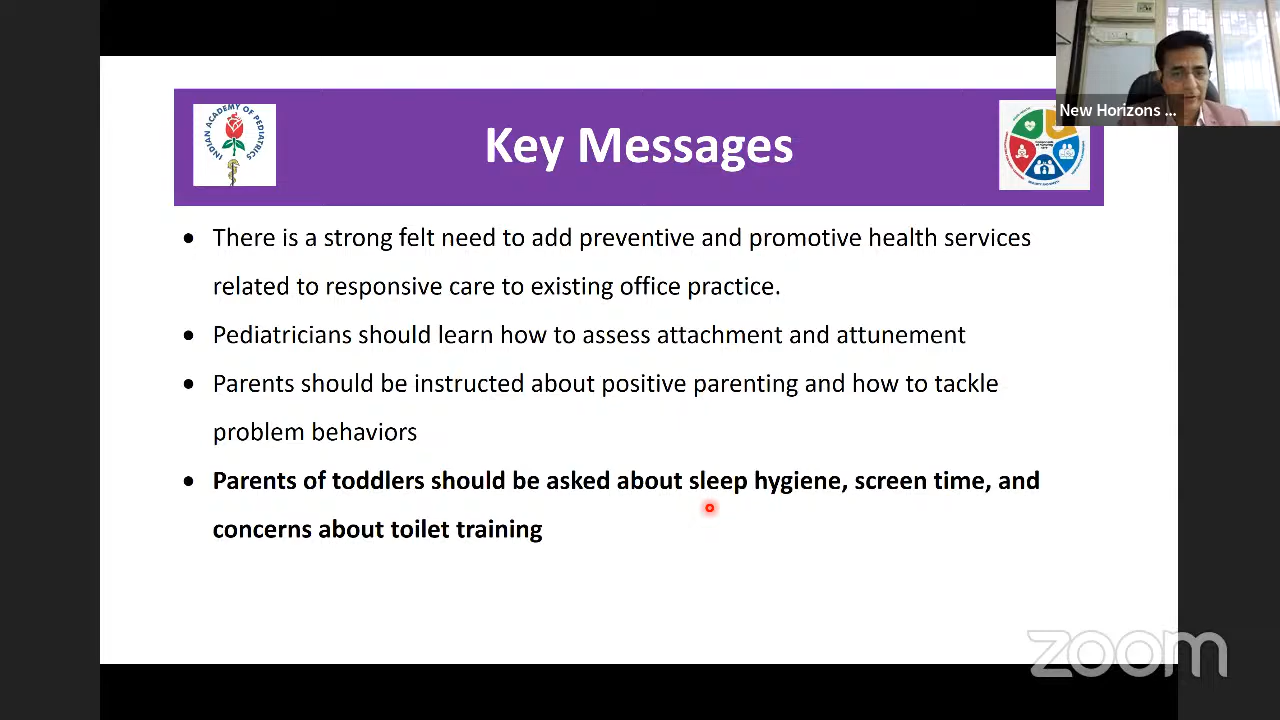 New Horizons ...
INDIAN ACADEMY OF PEDIATRICS
Key Messages
• There is a strong felt need to add preventive and promotive health services
related to responsive care to existing office practice.
• Pediatricians should learn how to assess attachment and attunement
• Parents should be instructed about positive parenting and how to tackle
problem behaviors
• Parents of toddlers should be asked about sleep hygiene, screen time, and
concerns about toilet training
zoom